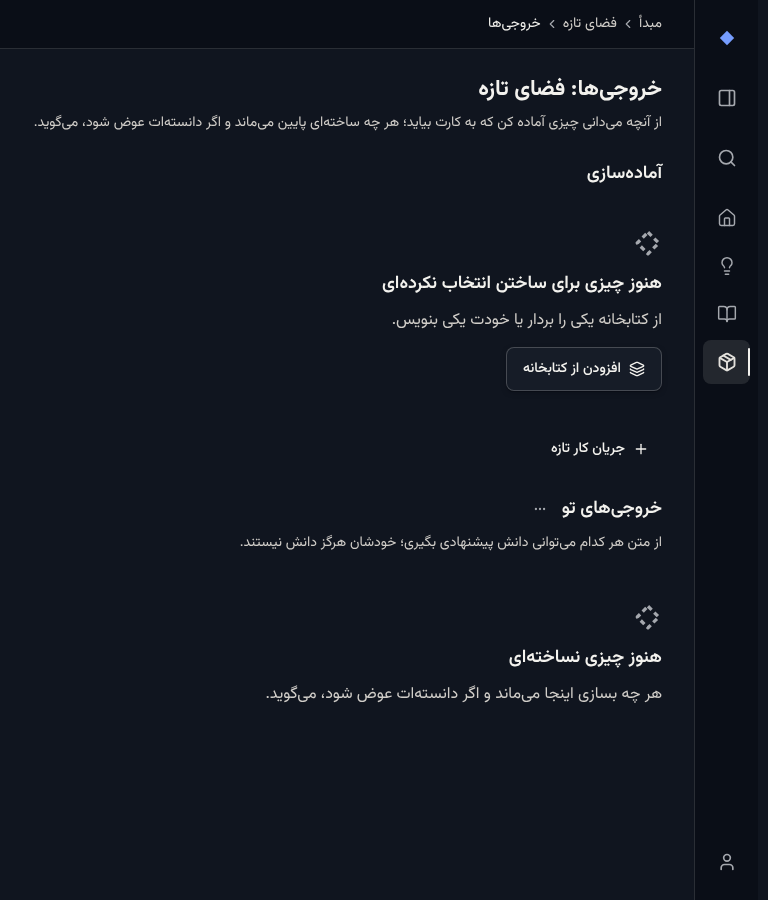 مبدأ › فضای تازه › خروجی‌ها
خروجی‌ها: فضای تازه
از آنچه می‌دانی چیزی آماده کن که به کارت بیاید؛ هر چه ساخته‌ای پایین می‌ماند و اگر دانسته‌ات عوض شود، می‌گوید.
آماده‌سازی
هنوز چیزی برای ساختن انتخاب نکرده‌ای
از کتابخانه یکی را بردار یا خودت یکی بنویس.
افزودن از کتابخانه
جریان کار تازه
خروجی‌های تو ...
از متن هر کدام می‌توانی دانش پیشنهادی بگیری؛ خودشان هرگز دانش نیستند.
هنوز چیزی نساخته‌ای
هر چه بسازی اینجا می‌ماند و اگر دانسته‌ات عوض شود، می‌گوید.